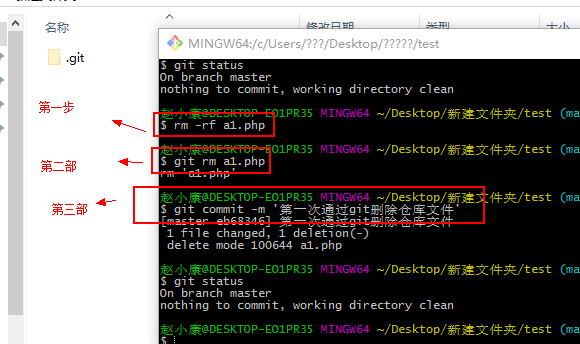 名称
修改日期
类型
大小
.git
MINGW64:/c/Users/???/Desktop/?????/test
$ git status
On branch master
nothing to commit, working directory clean
赵小康@DESKTOP-EO1PR35 MINGW64 ~/Desktop/新建文件夹/test (ma
第一步
$ rm -rf a1.php
赵小康@DESKTOP-EO1PR35 MINGW64 ~/Desktop/新建文件夹/test (ma
第二部
$ git rm a1.php
rm 'a1.php'
赵小康@DESKTOP-EO1PR35 MINGW64 ~/Desktop/新建文件夹/test (ma
第三部
$ git commit -m '第一次通过git删除仓库文件'
[master eb68346] 第一次通过git删除仓库文件
1 file changed, 1 deletion(-)
delete mode 100644 a1.php
赵小康@DESKTOP-EO1PR35 MINGW64 ~/Desktop/新建文件夹/test (ma
$ git status
On branch master
nothing to commit, working directory clean
赵小康@DESKTOP-EO1PR35 MINGW64 ~/Desktop/新建文件夹/test (ma
$